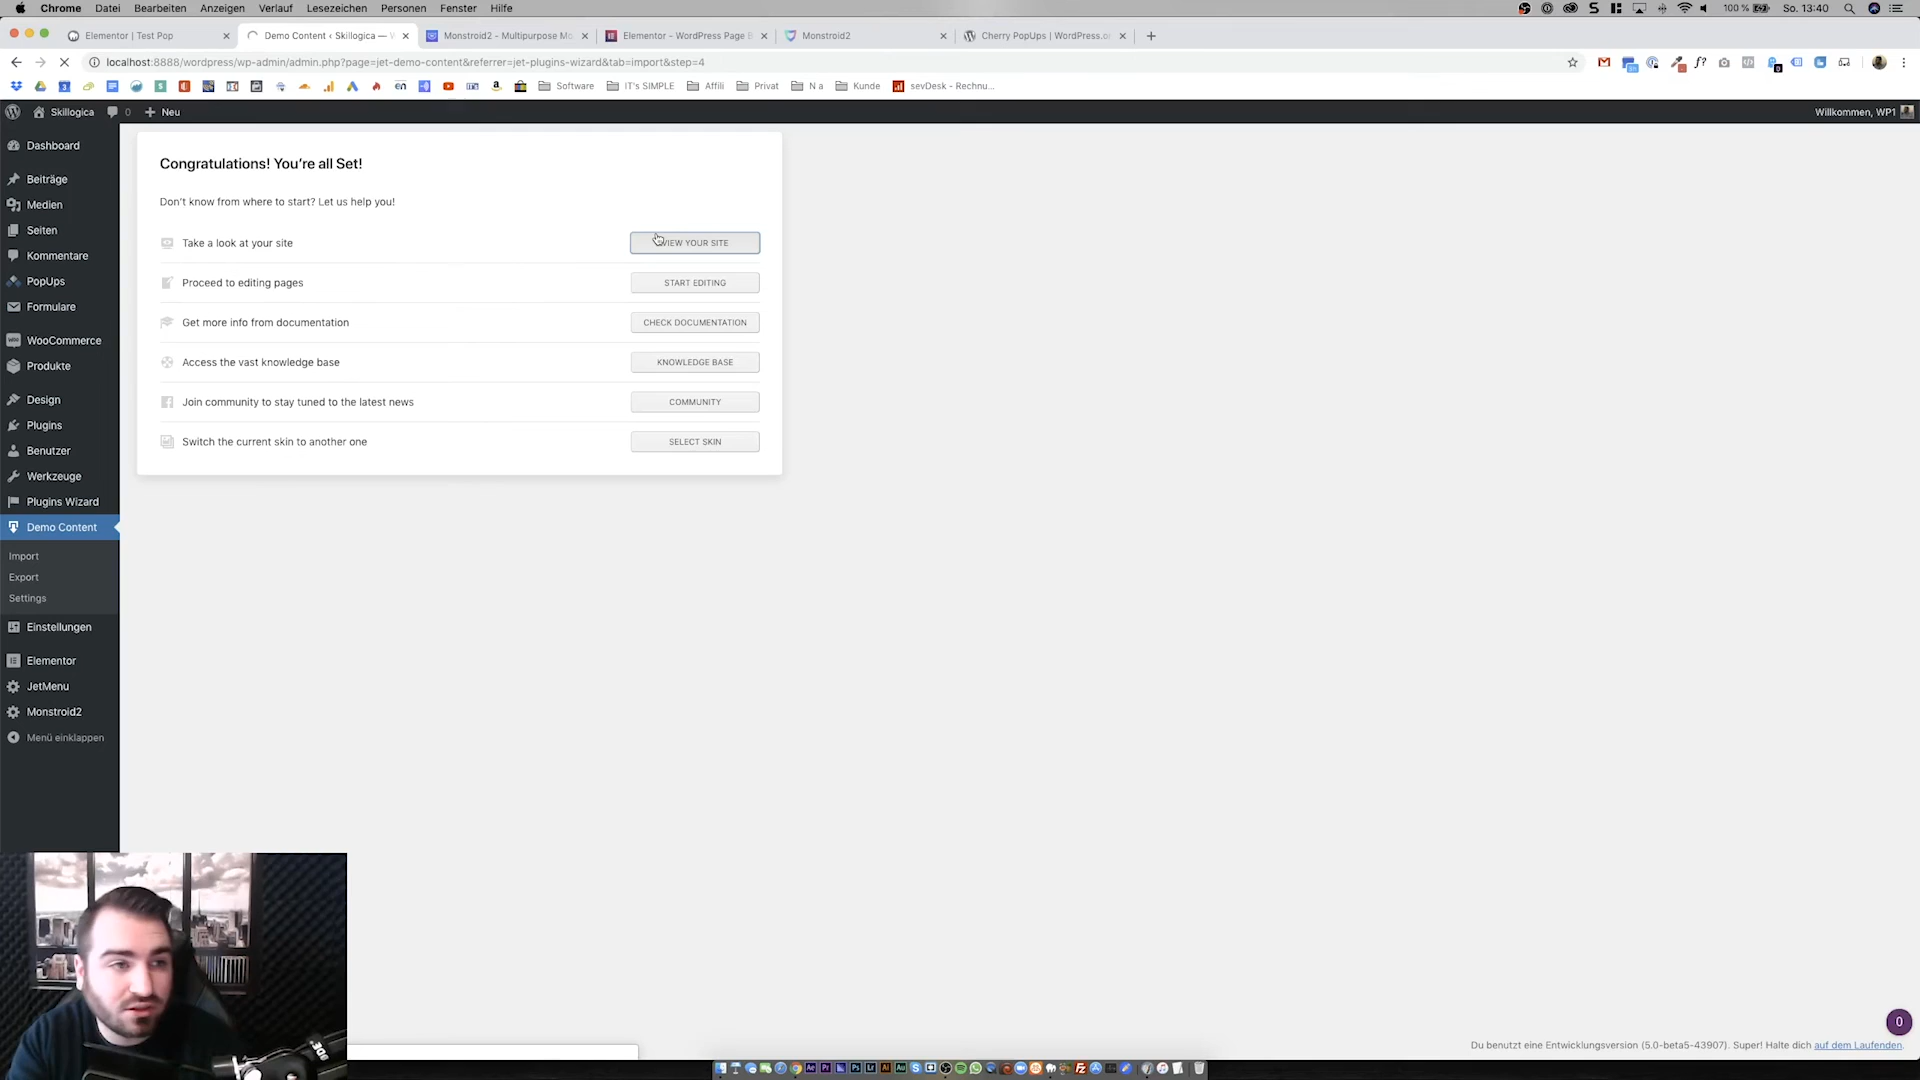 Chrome Datei Bearbeiten Anzeigen Verlauf Lesezeichen Personen Fenster Hilfe 100 % So. 13:40
Elementor | Test Pop Demo Content ‹ Skillogica — W Monstroid2 - Multipurpose Mo Elementor - WordPress Page B Monstroid2 Cherry PopUps | WordPress.o
localhost:8888/wordpress/wp-admin/admin.php?page=jet-demo-content&referrer=jet-plugins-wizard&tab=import&step=4
Software IT's SIMPLE Affili Privat N a Kunde sevDesk - Rechnu...
Skillogica 0 Neu Willkommen, WP1
Dashboard
Beiträge
Medien
Seiten
Kommentare
PopUps
Formulare
WooCommerce
Produkte
Design
Plugins
Benutzer
Werkzeuge
Plugins Wizard
Demo Content
Import
Export
Settings
Einstellungen
Elementor
JetMenu
Monstroid2
Menü einklappen
Congratulations! You're all Set!
Don't know from where to start? Let us help you!
Take a look at your site VIEW YOUR SITE
Proceed to editing pages START EDITING
Get more info from documentation CHECK DOCUMENTATION
Access the vast knowledge base KNOWLEDGE BASE
Join community to stay tuned to the latest news COMMUNITY
Switch the current skin to another one SELECT SKIN
0
Du benutzt eine Entwicklungsversion (5.0-beta5-43907). Super! Halte dich auf dem Laufenden.